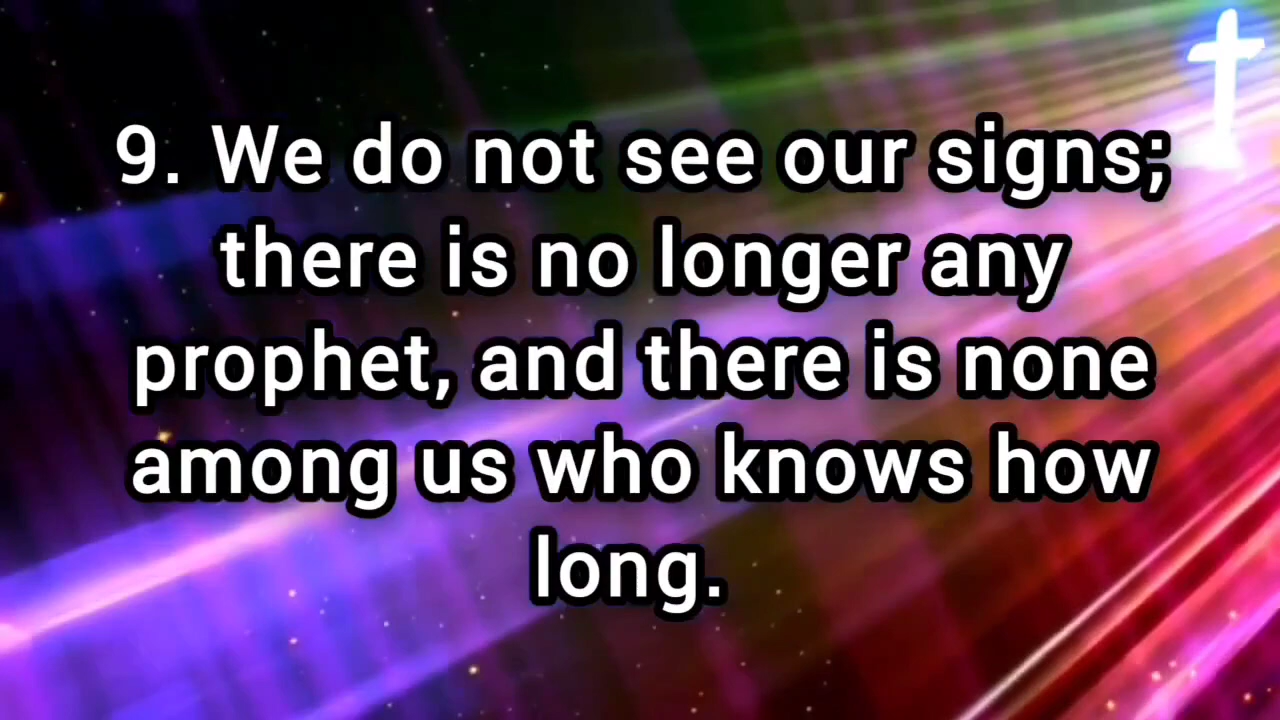 9. We do not see our signs;
there is no longer any
prophet, and there is none
among us who knows how
long.